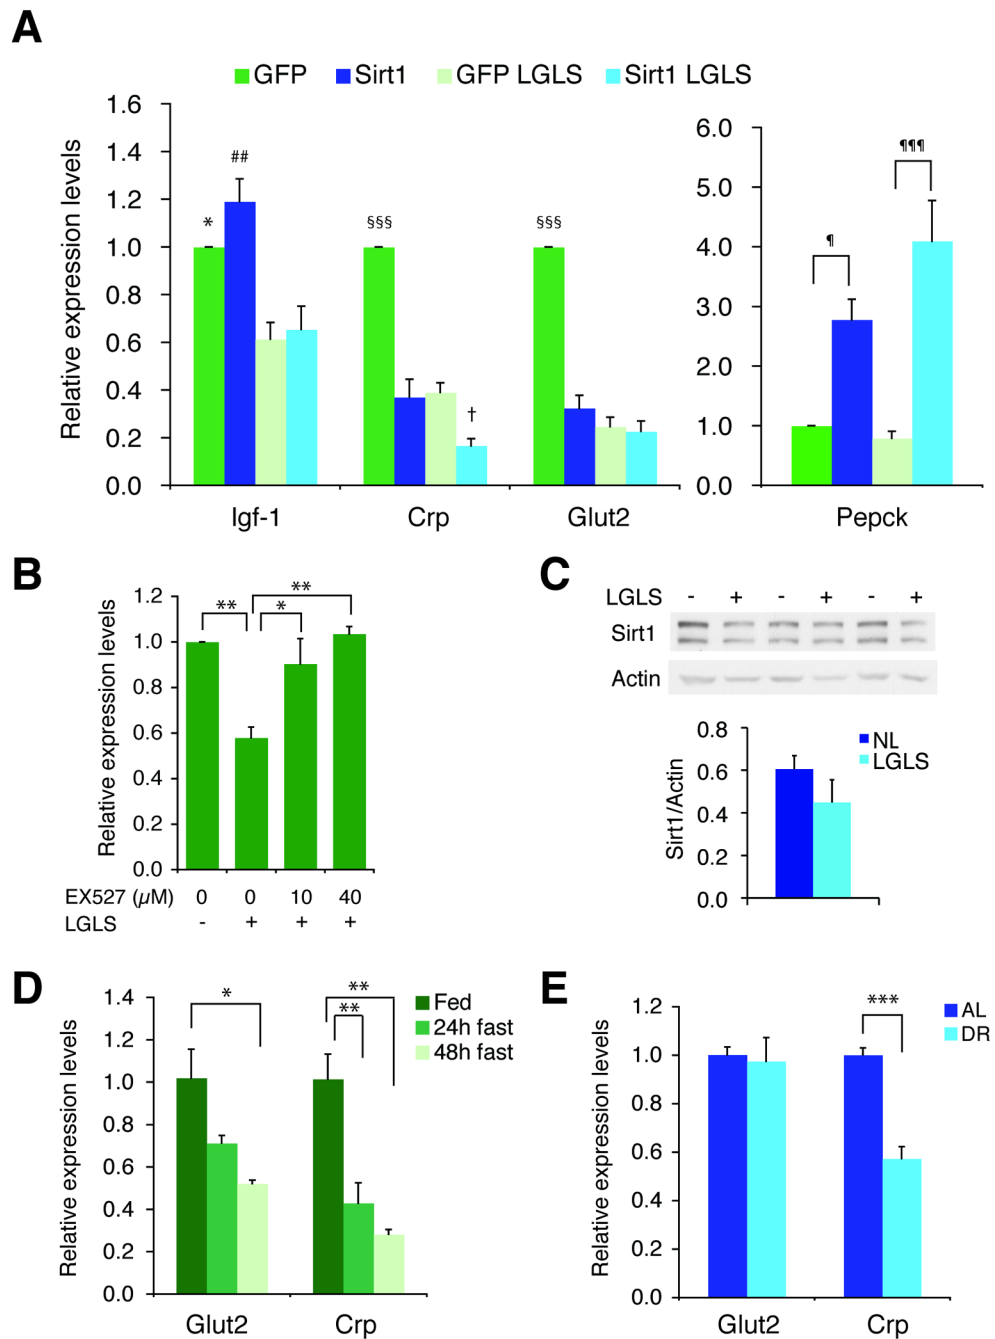 A
GFP Sirt1 GFP LGLS Sirt1 LGLS
Relative expression levels
1.6
1.4
1.2
1.0
0.8
0.6
0.4
0.2
0.0
* ## §§§ † §§§
Igf-1 Crp Glut2
6.0
5.0
4.0
3.0
2.0
1.0
0.0
¶ ¶¶¶
Pepck
B
Relative expression levels
1.2
1.0
0.8
0.6
0.4
0.2
0.0
** * **
EX527 (µM) 0 0 10 40
LGLS - + + +
C
LGLS - + - + - +
Sirt1
Actin
Sirt1/Actin
0.8
0.6
0.4
0.2
0.0
NL
LGLS
D
Relative expression levels
1.4
1.2
1.0
0.8
0.6
0.4
0.2
0.0
* ** **
Fed
24h fast
48h fast
Glut2 Crp
E
Relative expression levels
1.2
1.0
0.8
0.6
0.4
0.2
0.0
***
AL
DR
Glut2 Crp